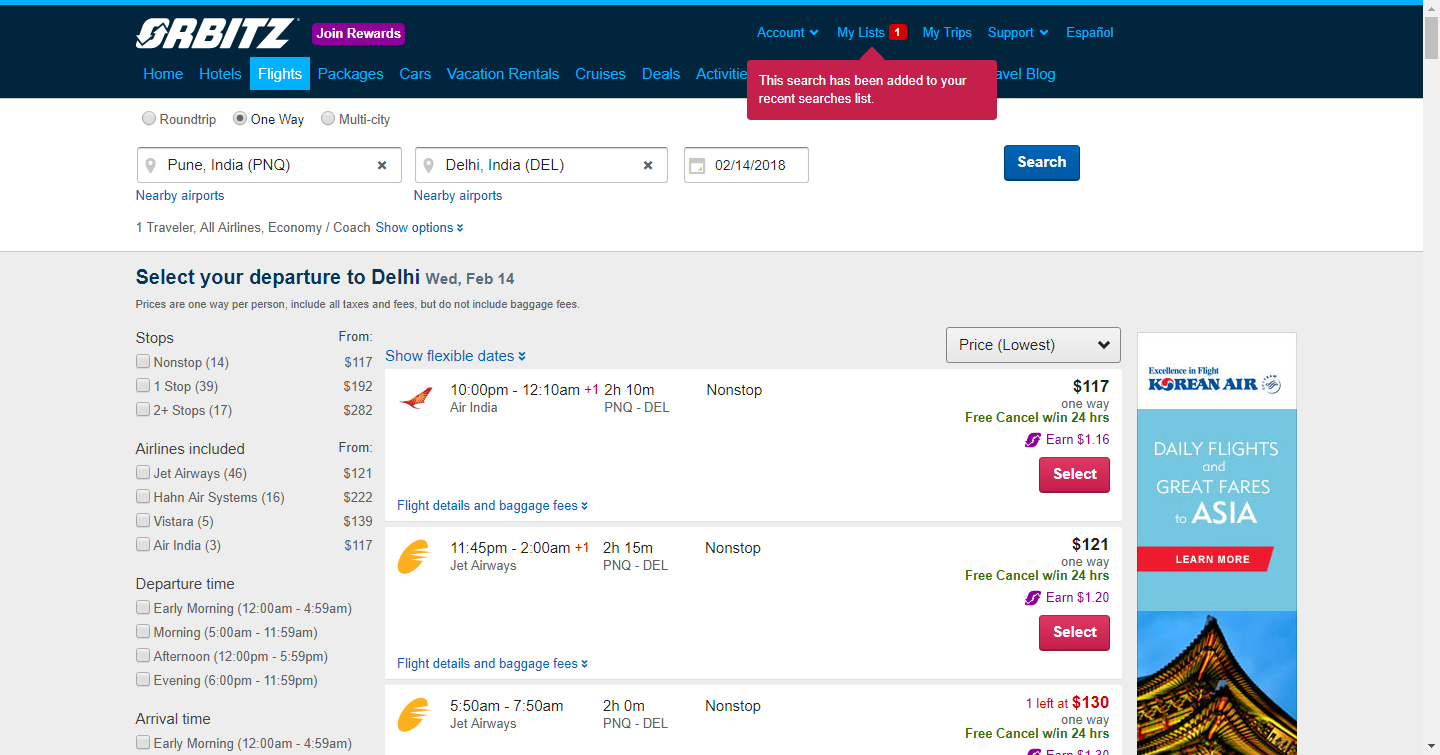 ORBITZ Join Rewards
Account My Lists 1 My Trips Support Español
Home Hotels Flights Packages Cars Vacation Rentals Cruises Deals Activitie avel Blog
This search has been added to your
recent searches list.
Roundtrip One Way Multi-city
Pune, India (PNQ) Delhi, India (DEL) 02/14/2018 Search
Nearby airports Nearby airports
1 Traveler, All Airlines, Economy / Coach Show options
Select your departure to Delhi Wed, Feb 14
Prices are one way per person, include all taxes and fees, but do not include baggage fees.
Stops From:
Nonstop (14) $117
1 Stop (39) $192
2+ Stops (17) $282
Airlines included From:
Jet Airways (46) $121
Hahn Air Systems (16) $222
Vistara (5) $139
Air India (3) $117
Departure time
Early Morning (12:00am - 4:59am)
Morning (5:00am - 11:59am)
Afternoon (12:00pm - 5:59pm)
Evening (6:00pm - 11:59pm)
Arrival time
Early Morning (12:00am - 4:59am)
Show flexible dates Price (Lowest)
10:00pm - 12:10am +1 2h 10m Nonstop $117
Air India PNQ - DEL one way
Free Cancel w/in 24 hrs
Earn $1.16
Select
Flight details and baggage fees
11:45pm - 2:00am +1 2h 15m Nonstop $121
Jet Airways PNQ - DEL one way
Free Cancel w/in 24 hrs
Earn $1.20
Select
Flight details and baggage fees
5:50am - 7:50am 2h 0m Nonstop 1 left at $130
Jet Airways PNQ - DEL one way
Free Cancel w/in 24 hrs
Earn $1.30
Excellence in Flight
KOREAN AIR
DAILY FLIGHTS
and
GREAT FARES
to ASIA
LEARN MORE